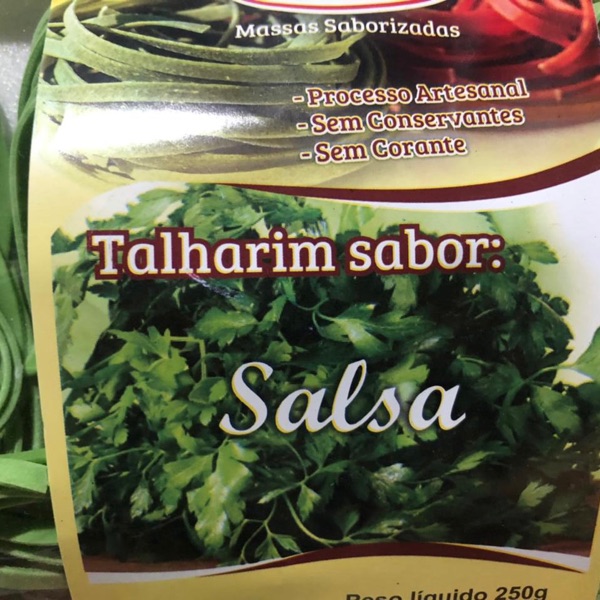 Massas Saborizadas
- Processo Artesanal
- Sem Conservantes
- Sem Corante
Talharim sabor:
Salsa
Peso líquido 250g